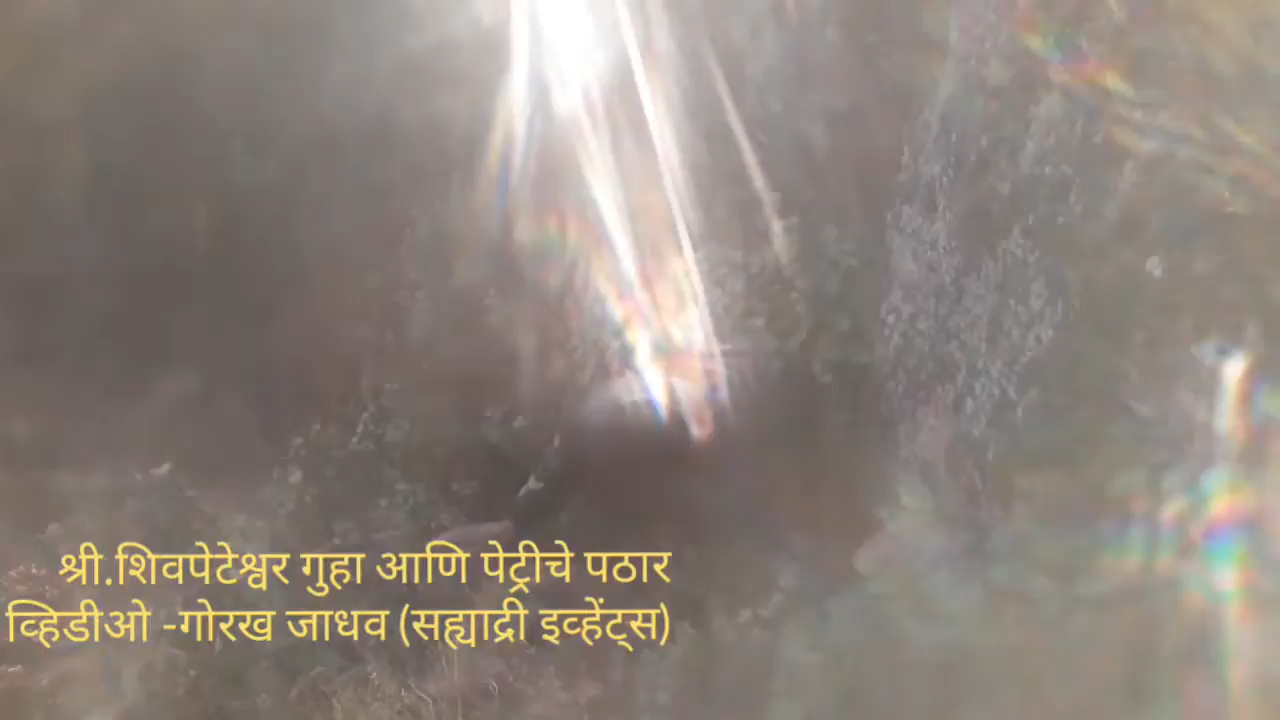 श्री.शिवपेटेश्वर गुहा आणि पेट्रीचे पठार
व्हिडीओ -गोरख जाधव (सह्याद्री इव्हेंट्स)